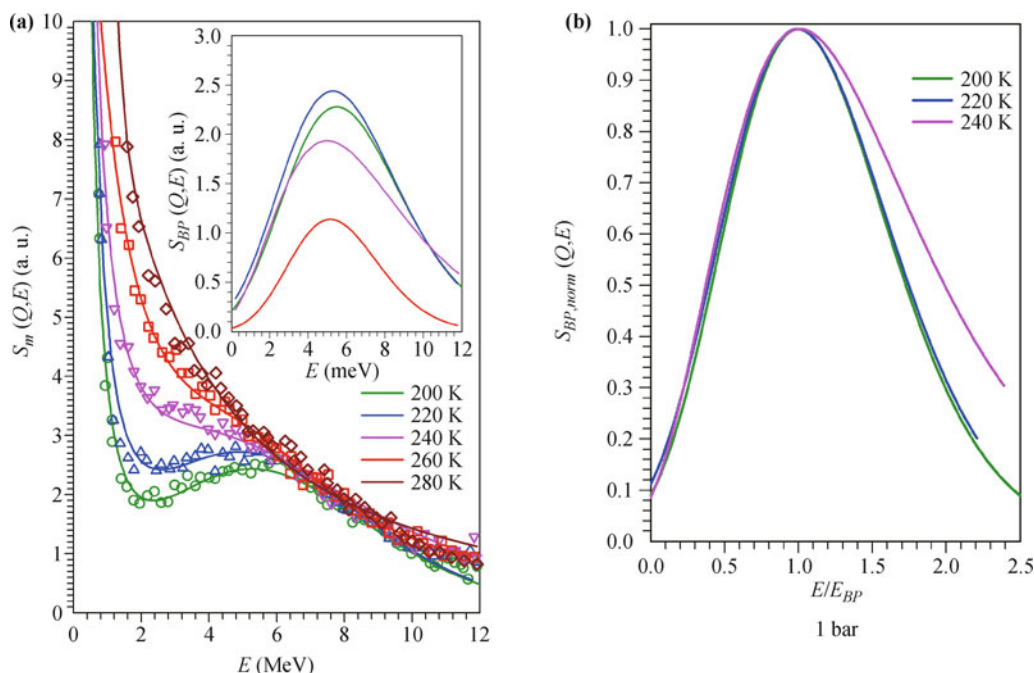 (a)
10
9
8
7
6
5
4
3
2
1
0
S_m (Q,E) (a. u.)
0 2 4 6 8 10 12
E (MeV)
3.0
2.5
2.0
1.5
1.0
0.5
0.0
S_BP (Q,E) (a. u.)
0 2 4 6 8 10 12
E (meV)
200 K
220 K
240 K
260 K
280 K
(b)
1.0
0.9
0.8
0.7
0.6
0.5
0.4
0.3
0.2
0.1
0.0
S_BP,norm (Q,E)
200 K
220 K
240 K
0.0 0.5 1.0 1.5 2.0 2.5
E/E_BP
1 bar